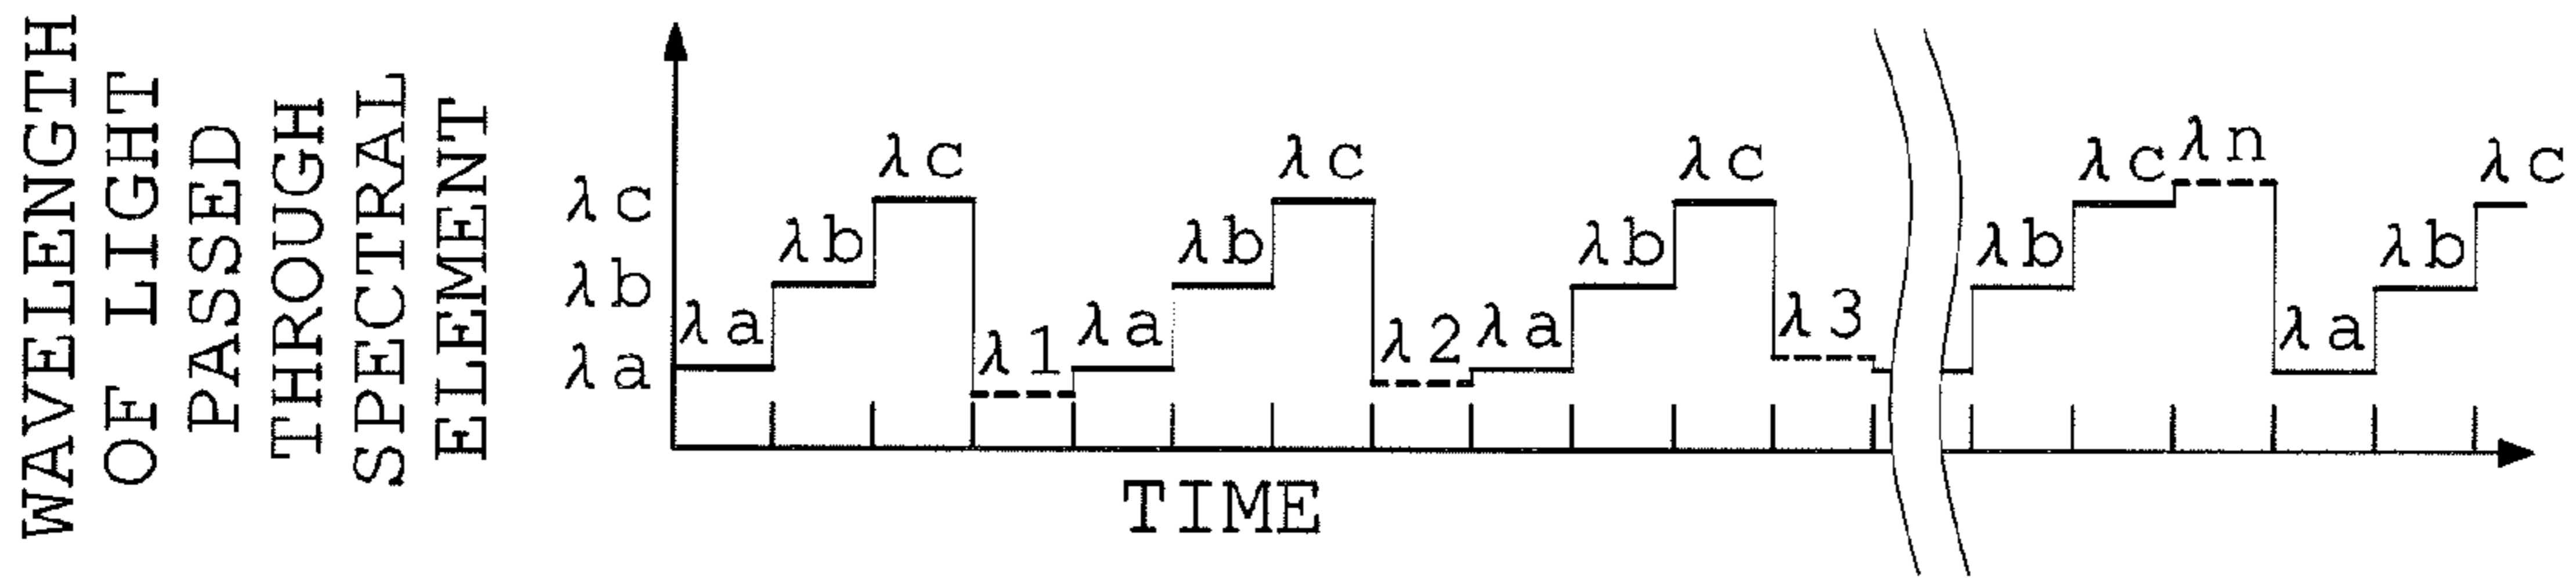 WAVELENGTH
OF LIGHT
PASSED
THROUGH
SPECTRAL
ELEMENT
λc
λb
λa
λa
λb
λc
λ1
λa
λb
λc
λ2
λa
λb
λc
λ3
λb
λc
λn
λa
λb
λc
TIME